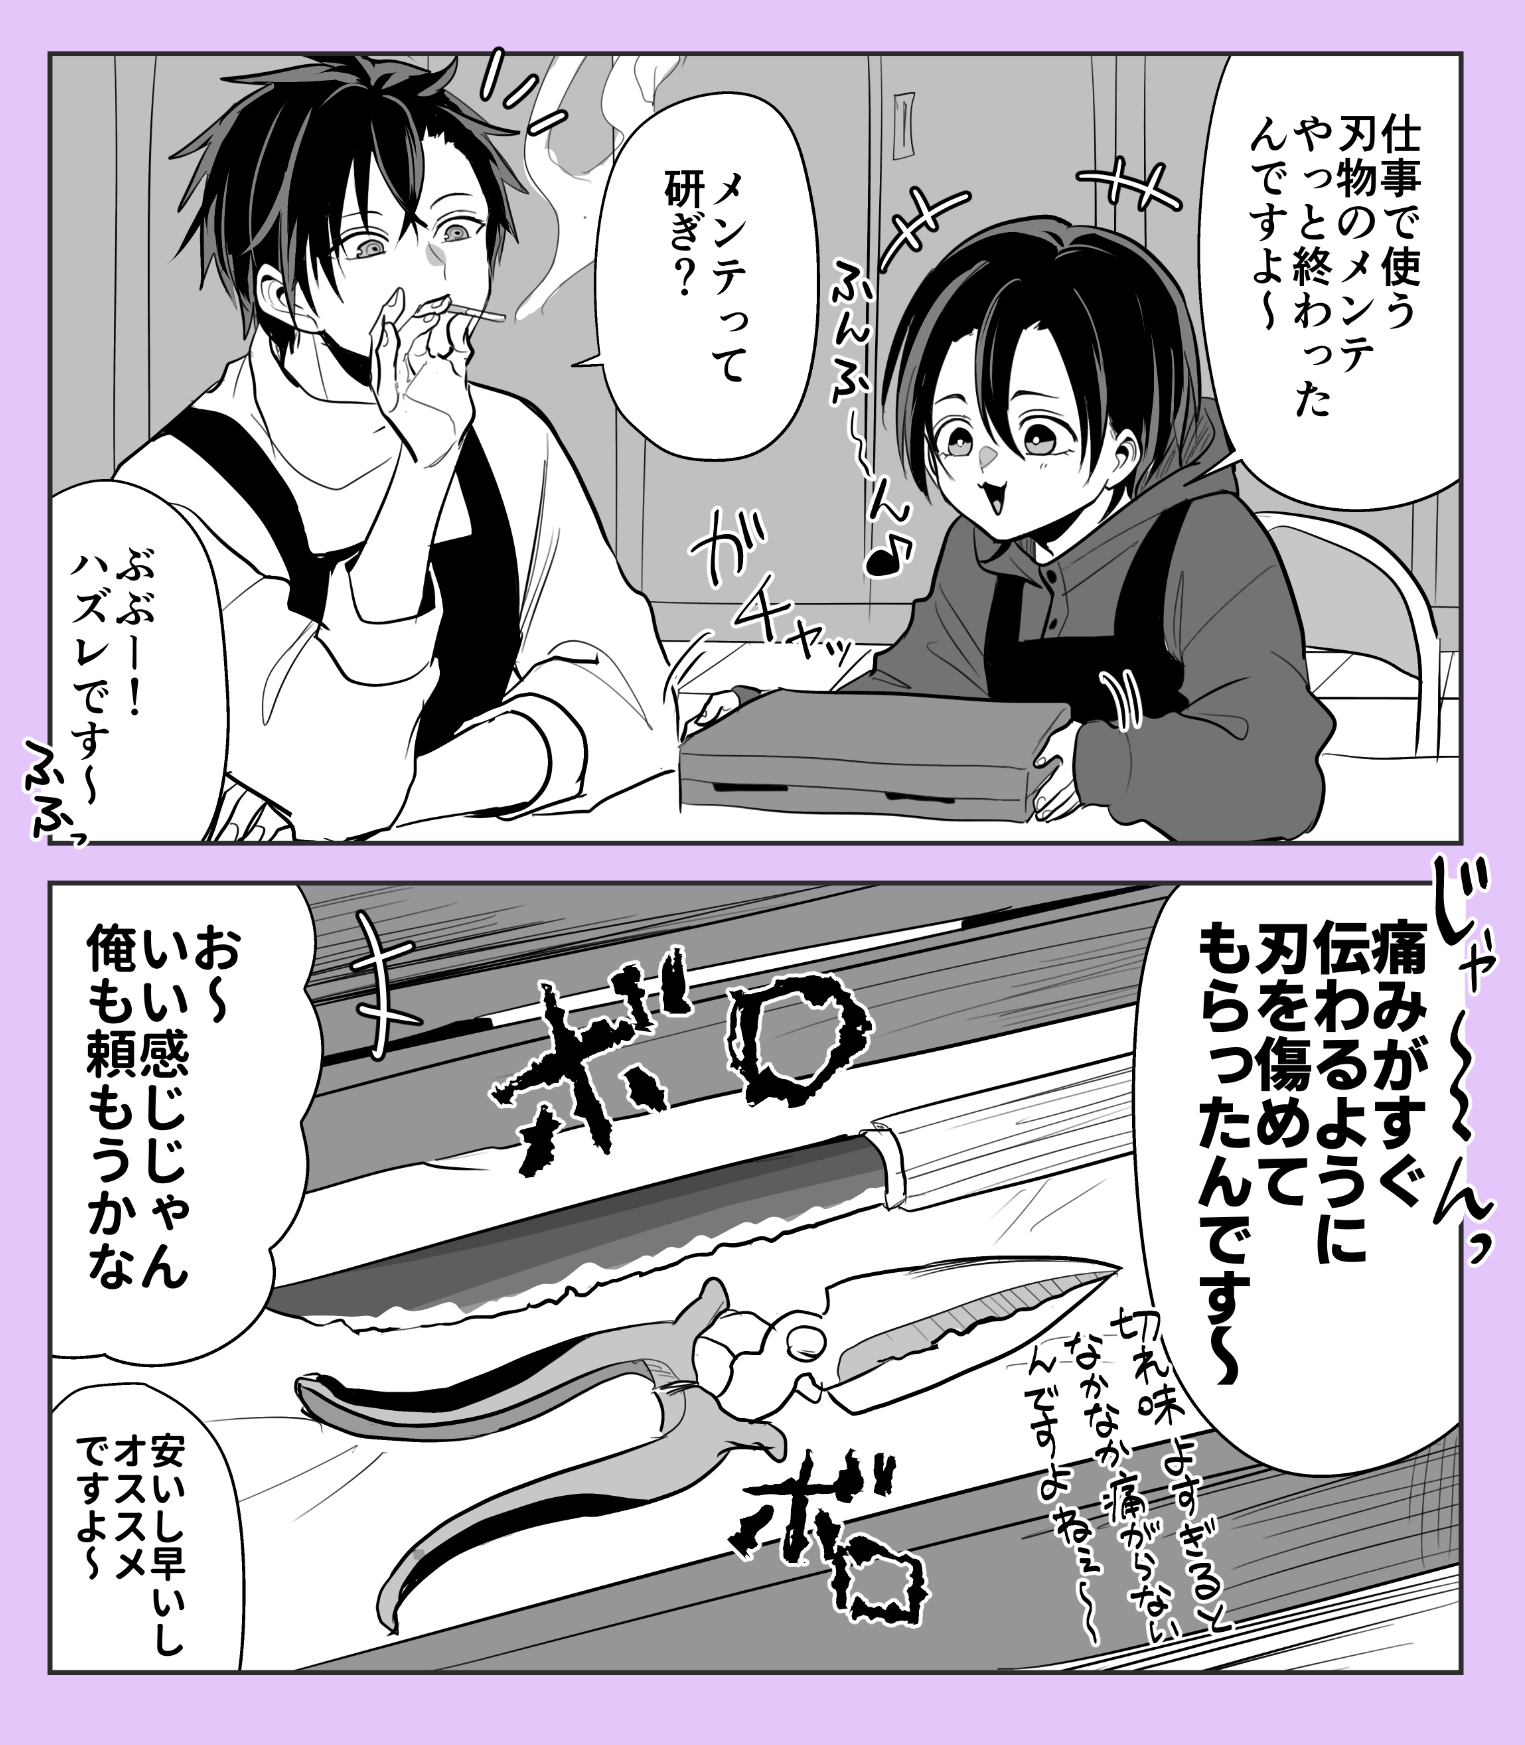 仕事で使う
刃物のメンテ
やっと終わった
んですよ〜
ふんふ〜〜ん♪
メンテって
研ぎ？
ガチャッ
ぶぶー！
ハズレです〜
ふふっ
じゃ〜〜んっ
痛みがすぐ
伝わるように
刃を傷めて
もらったんです〜
切れ味よすぎると
なかなか痛がらない
んですよねぇ〜〜
ボロ
ボロ
お〜
いい感じじゃん
俺も頼もうかな
安いし早いし
オススメ
ですよ〜